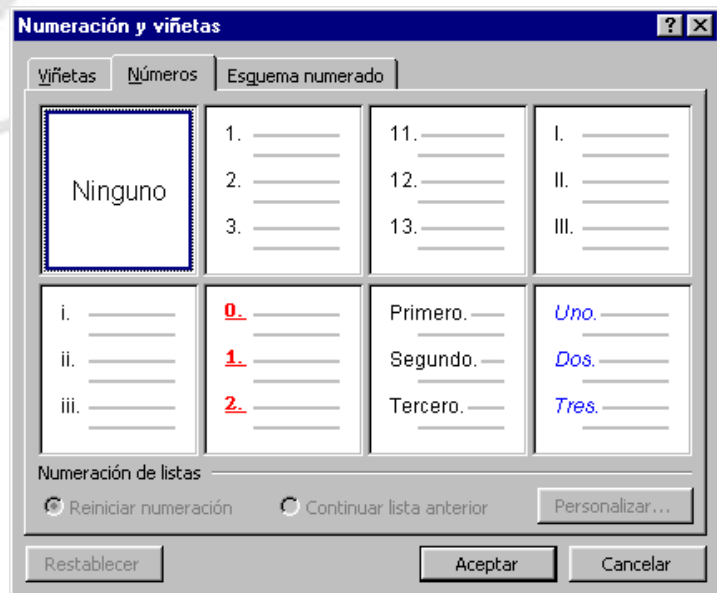 Numeración y viñetas
Viñetas Números Esquema numerado
Ninguno
1.
2.
3.
11.
12.
13.
I.
II.
III.
i.
ii.
iii.
0.
1.
2.
Primero.
Segundo.
Tercero.
Uno.
Dos.
Tres.
Numeración de listas
Reiniciar numeración Continuar lista anterior Personalizar...
Restablecer Aceptar Cancelar